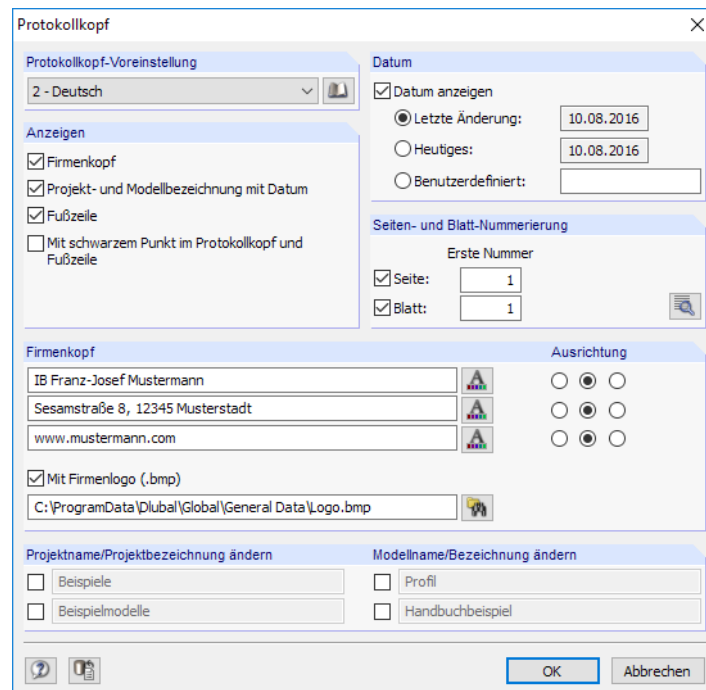 Protokollkopf
Protokollkopf-Voreinstellung
2 - Deutsch
Anzeigen
Firmenkopf
Projekt- und Modellbezeichnung mit Datum
Fußzeile
Mit schwarzem Punkt im Protokollkopf und
Fußzeile
Datum
Datum anzeigen
Letzte Änderung: 10.08.2016
Heutiges: 10.08.2016
Benutzerdefiniert:
Seiten- und Blatt-Nummerierung
Erste Nummer
Seite: 1
Blatt: 1
Firmenkopf Ausrichtung
IB Franz-Josef Mustermann
Sesamstraße 8, 12345 Musterstadt
www.mustermann.com
Mit Firmenlogo (.bmp)
C:\ProgramData\Dlubal\Global\General Data\Logo.bmp
Projektname/Projektbezeichnung ändern
Beispiele
Beispielmodelle
Modellname/Bezeichnung ändern
Profil
Handbuchbeispiel
OK Abbrechen